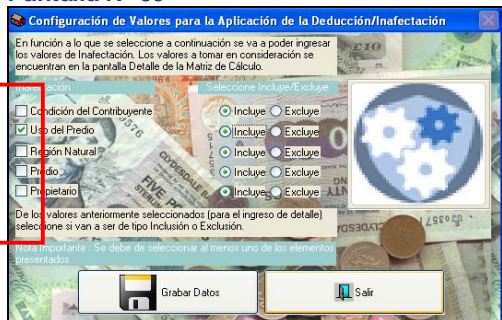 Configuración de Valores para la Aplicación de la Deducción/Inafectación
En función a lo que se seleccione a continuación se va a poder ingresar
los valores de Inafectación. Los valores a tomar en consideración se
encuentran en la pantalla Detalle de la Matriz de Cálculo.
Inafectación Seleccione Incluye/Excluye
Condición del Contribuyente Incluye Excluye
Uso del Predio Incluye Excluye
Región Natural Incluye Excluye
Predio Incluye Excluye
Propietario Incluye Excluye
De los valores anteriormente seleccionados (para el ingreso de detalle)
seleccione si van a ser de tipo Inclusión o Exclusión.
Nota Importante : Se debe de seleccionar al menos uno de los elementos
presentados
Grabar Datos Salir